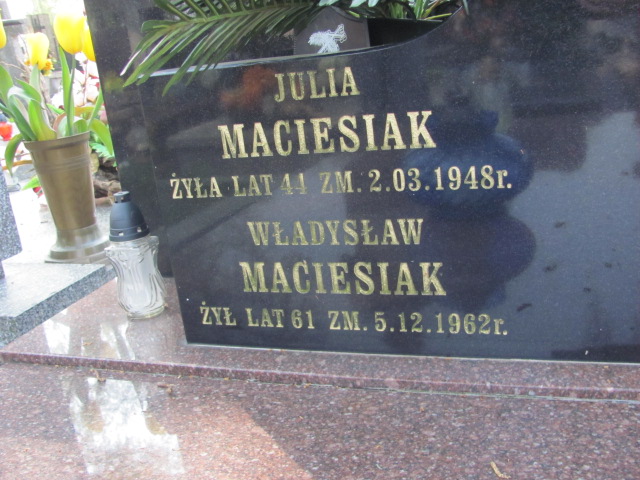 JULIA
MACIESIAK
ŻYŁA LAT 44 ZM. 2.03.1948r.
WŁADYSŁAW
MACIESIAK
ŻYŁ LAT 61 ZM. 5.12.1962r.